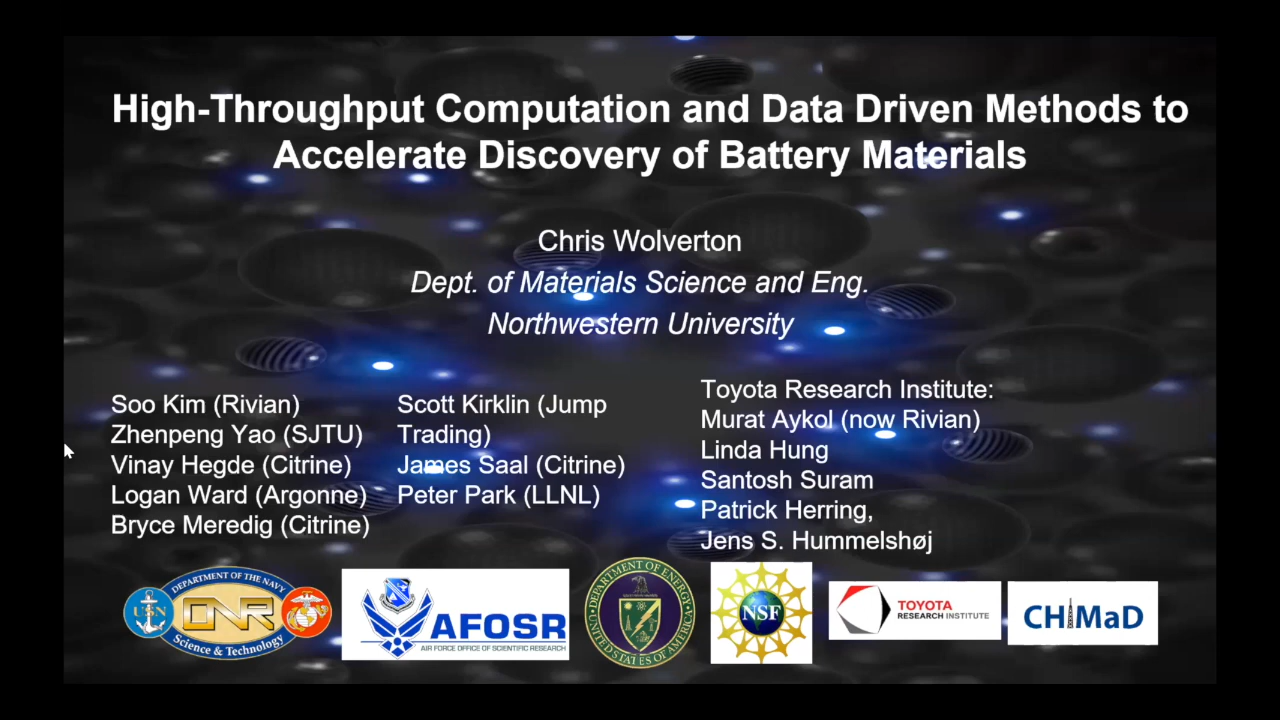 High-Throughput Computation and Data Driven Methods to
Accelerate Discovery of Battery Materials
Chris Wolverton
Dept. of Materials Science and Eng.
Northwestern University
Soo Kim (Rivian)
Zhenpeng Yao (SJTU)
Vinay Hegde (Citrine)
Logan Ward (Argonne)
Bryce Meredig (Citrine)
Scott Kirklin (Jump
Trading)
James Saal (Citrine)
Peter Park (LLNL)
Toyota Research Institute:
Murat Aykol (now Rivian)
Linda Hung
Santosh Suram
Patrick Herring,
Jens S. Hummelshøj
DEPARTMENT OF THE NAVY
USN
ONR
Science & Technology
AFOSR
AIR FORCE OFFICE OF SCIENTIFIC RESEARCH
DEPARTMENT OF ENERGY
UNITED STATES OF AMERICA
NSF
TOYOTA
RESEARCH INSTITUTE
CHiMaD